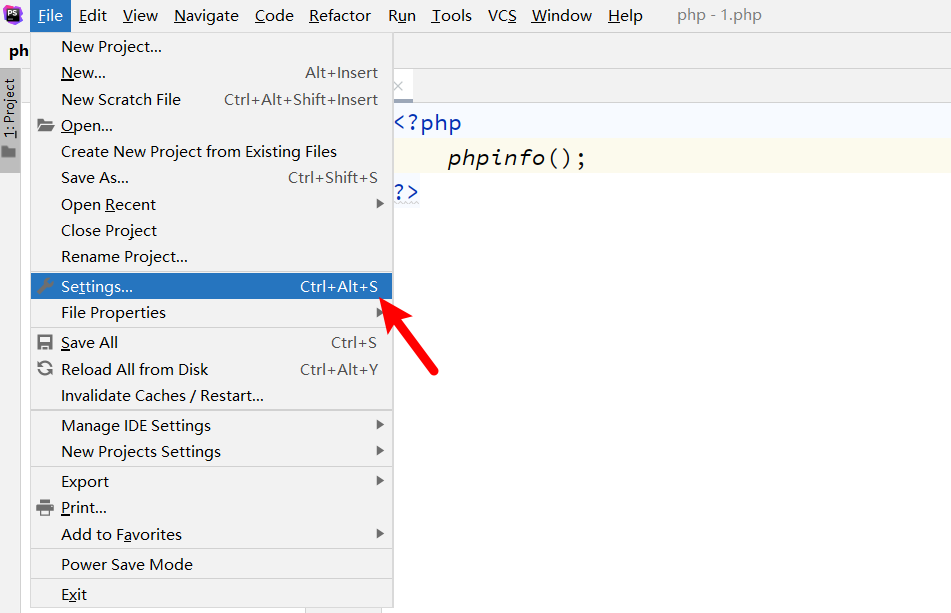 PS File Edit View Navigate Code Refactor Run Tools VCS Window Help php - 1.php
ph
1: Project
New Project...
New... Alt+Insert
New Scratch File Ctrl+Alt+Shift+Insert
Open...
Create New Project from Existing Files
Save As... Ctrl+Shift+S
Open Recent
Close Project
Rename Project...
Settings... Ctrl+Alt+S
File Properties
Save All Ctrl+S
Reload All from Disk Ctrl+Alt+Y
Invalidate Caches / Restart...
Manage IDE Settings
New Projects Settings
Export
Print...
Add to Favorites
Power Save Mode
Exit
<?php
phpinfo();
?>